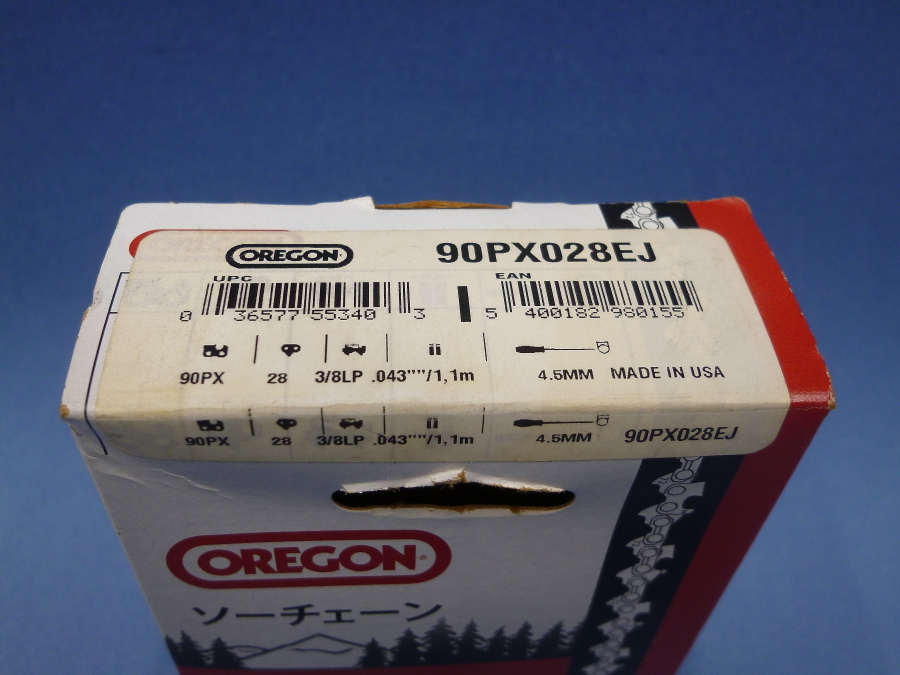 OREGON 90PX028EJ
UPC EAN
0 36577 55340 3 5 400182 980155
90PX 28 3/8LP .043""/1,1m 4.5MM MADE IN USA
90PX 28 3/8LP .043""/1,1m 4.5MM 90PX028EJ
OREGON®
ソーチェーン